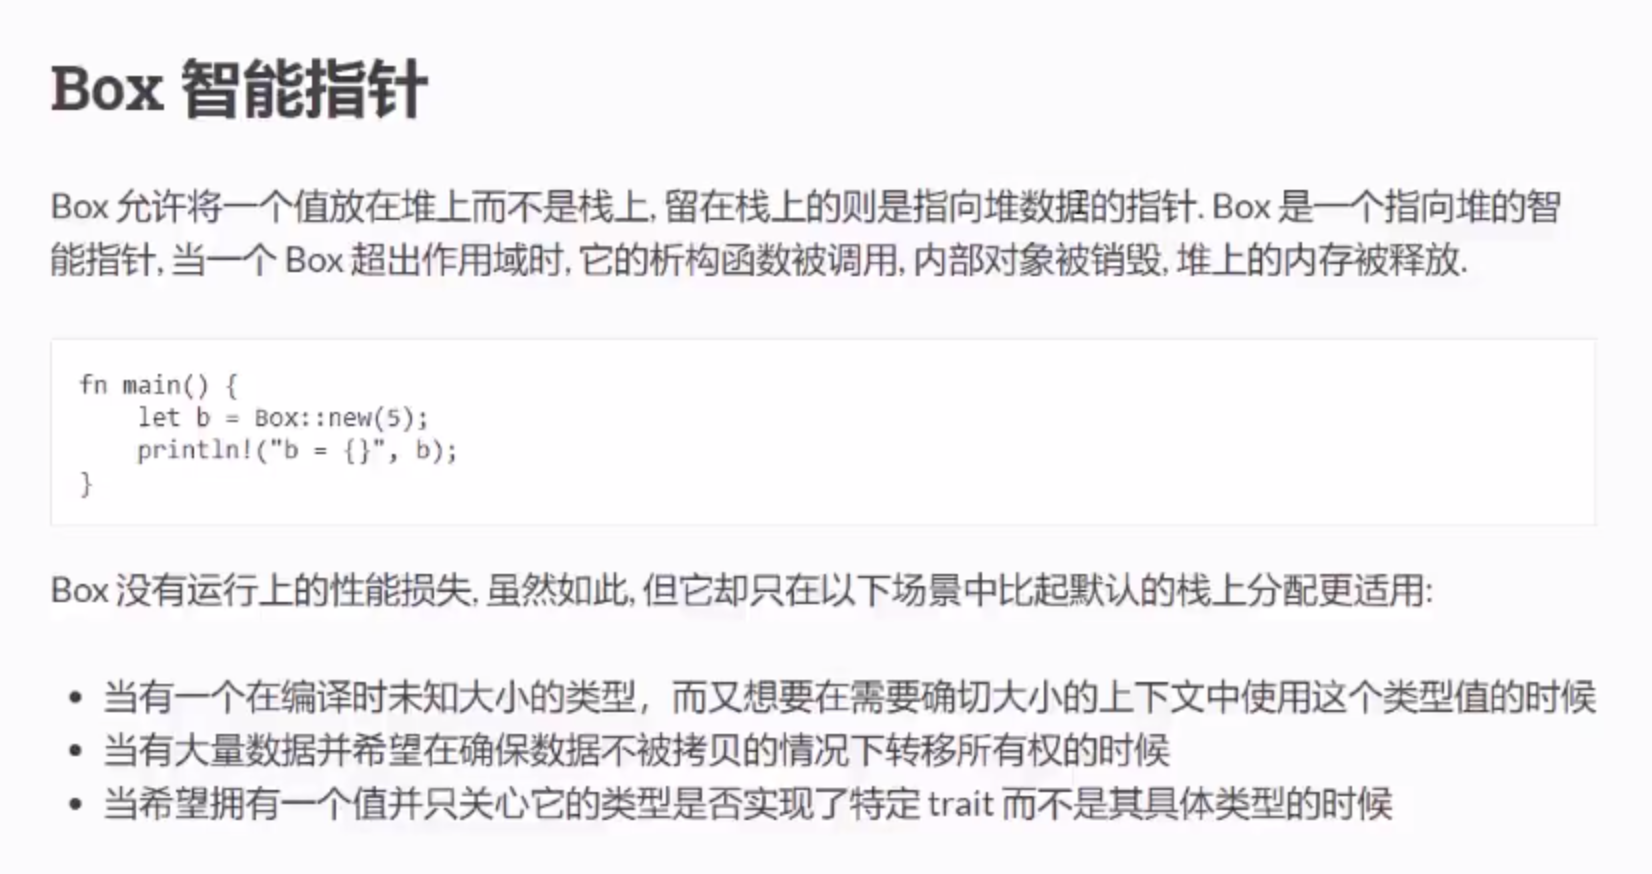 Box 智能指针
Box 允许将一个值放在堆上而不是栈上, 留在栈上的则是指向堆数据的指针. Box 是一个指向堆的智
能指针, 当一个 Box 超出作用域时, 它的析构函数被调用, 内部对象被销毁, 堆上的内存被释放.
fn main() {
    let b = Box::new(5);
    println!("b = {}", b);
}
Box 没有运行上的性能损失, 虽然如此, 但它却只在以下场景中比起默认的栈上分配更适用:
• 当有一个在编译时未知大小的类型，而又想要在需要确切大小的上下文中使用这个类型值的时候
• 当有大量数据并希望在确保数据不被拷贝的情况下转移所有权的时候
• 当希望拥有一个值并只关心它的类型是否实现了特定 trait 而不是其具体类型的时候